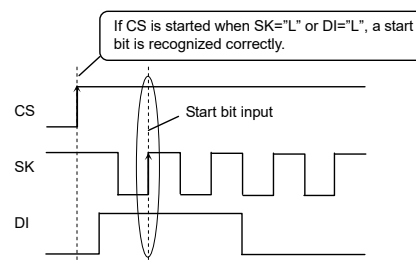 If CS is started when SK=”L” or DI=”L”, a start
bit is recognized correctly.
CS
Start bit input
SK
DI